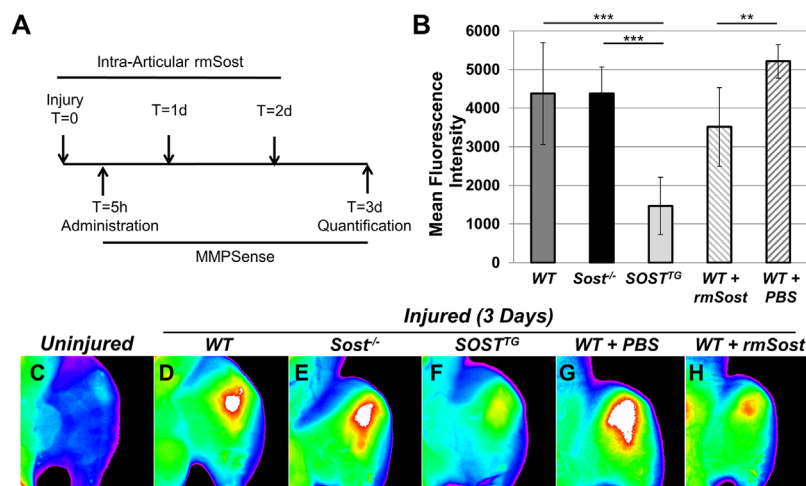 A
Intra-Articular rmSost
Injury
T=0
T=1d
T=2d
T=5h
Administration
T=3d
Quantification
MMPSense
B
Mean Fluorescence
Intensity
6000
5000
4000
3000
2000
1000
0
***
***
**
WT
Sost-/-
SOSTTG
WT +
rmSost
WT +
PBS
Injured (3 Days)
Uninjured
WT
Sost-/-
SOSTTG
WT + PBS
WT + rmSost
C
D
E
F
G
H